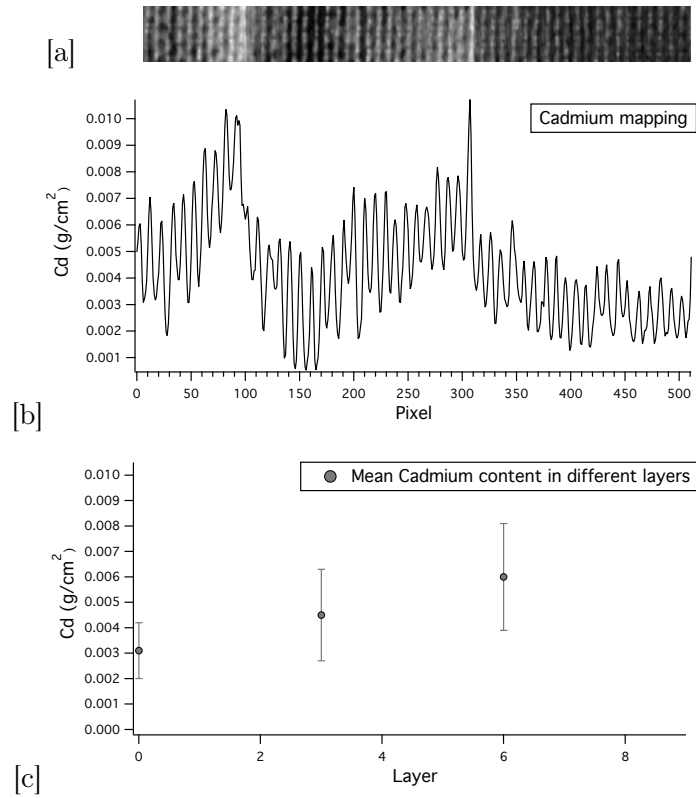 [a]
Cadmium mapping
0.010
0.009
0.008
0.007
0.006
0.005
0.004
0.003
0.002
0.001
Cd (g/cm²)
0 50 100 150 200 250 300 350 400 450 500
Pixel
[b]
Mean Cadmium content in different layers
0.010
0.009
0.008
0.007
0.006
0.005
0.004
0.003
0.002
0.001
0.000
Cd (g/cm²)
0 2 4 6 8
Layer
[c]